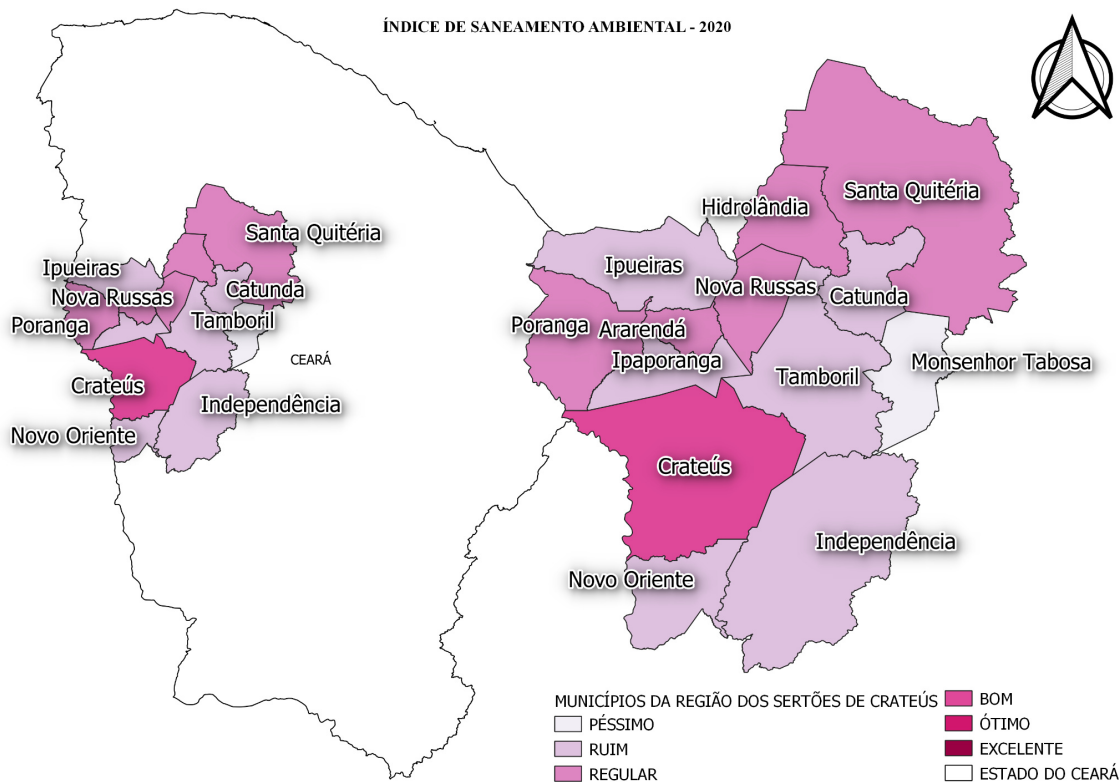 ÍNDICE DE SANEAMENTO AMBIENTAL - 2020
Santa Quitéria
Ipueiras
Catunda
Nova Russas
Tamboril
Poranga
CEARÁ
Crateús
Independência
Novo Oriente
Santa Quitéria
Hidrolândia
Ipueiras
Nova Russas
Catunda
Poranga
Ararendá
Ipaporanga
Monsenhor Tabosa
Tamboril
Crateús
Independência
Novo Oriente
MUNICÍPIOS DA REGIÃO DOS SERTÕES DE CRATEÚS
PÉSSIMO
RUIM
REGULAR
BOM
ÓTIMO
EXCELENTE
ESTADO DO CEARÁ